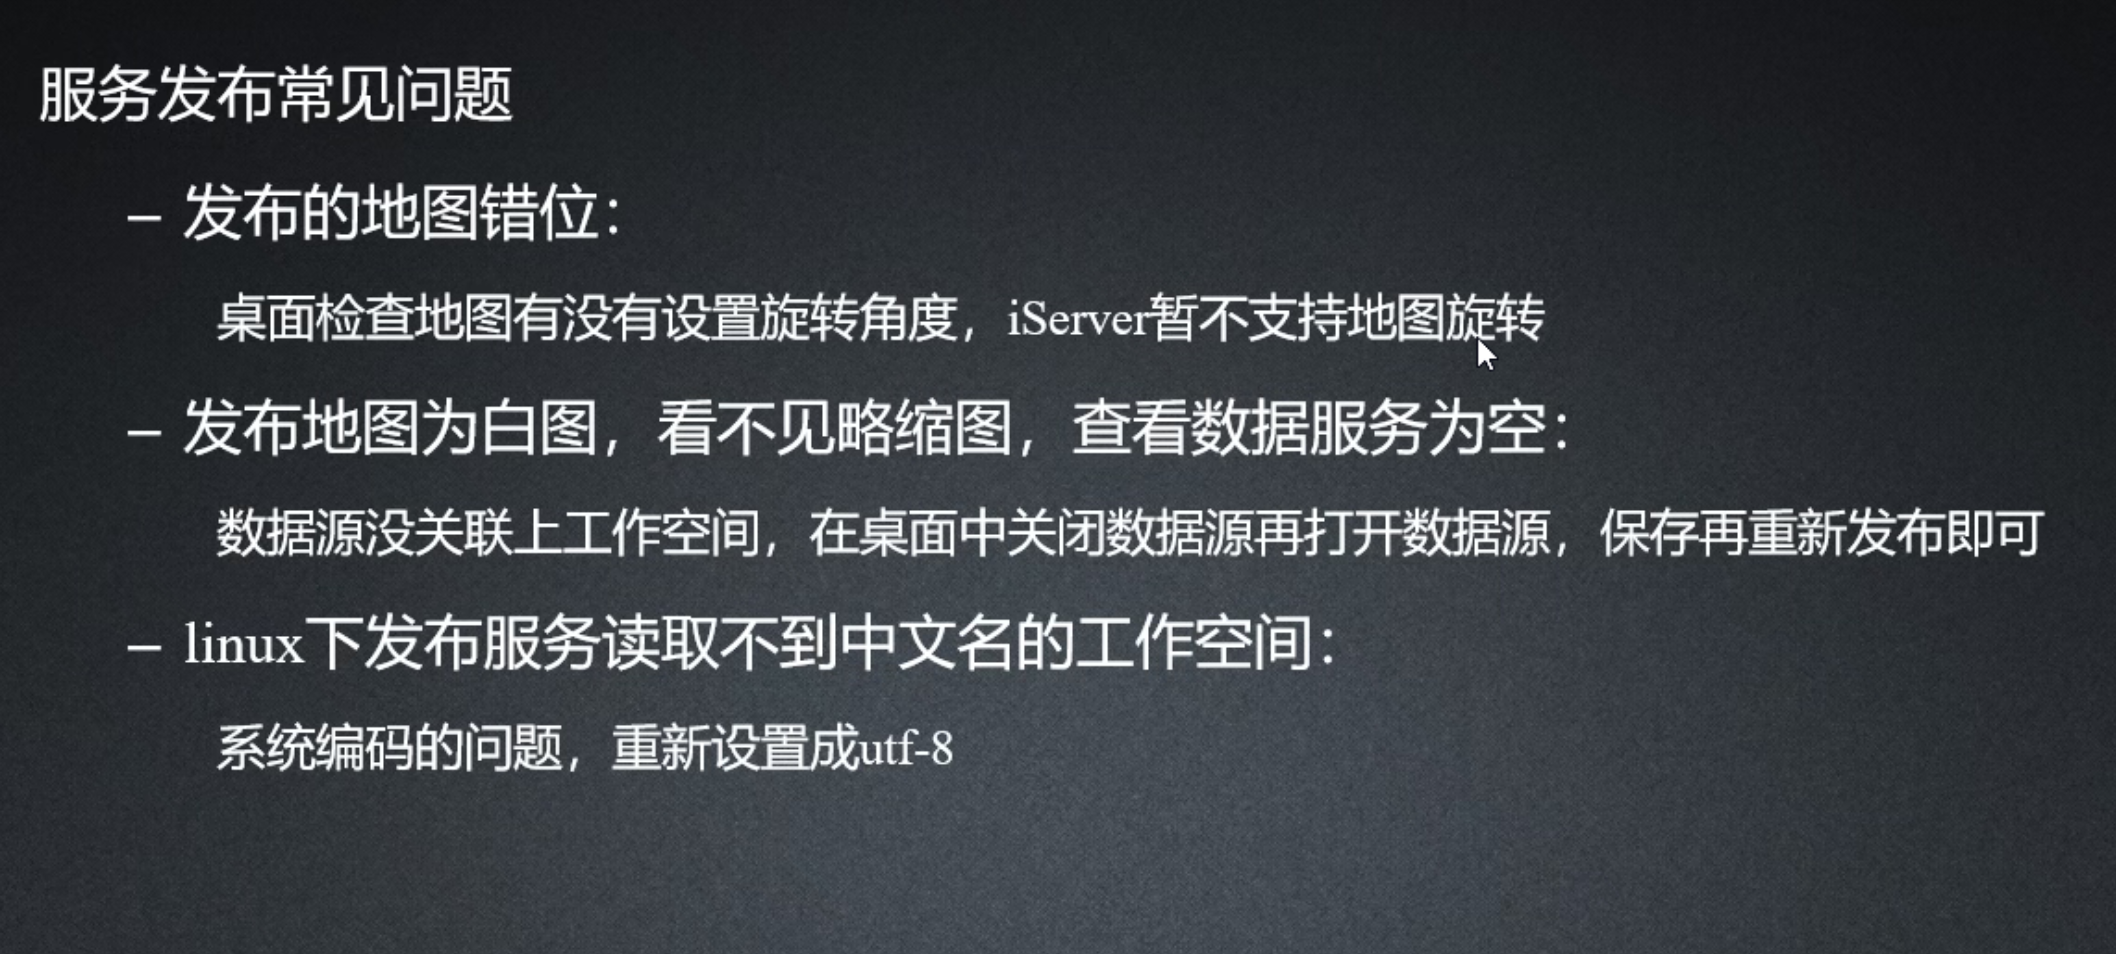 服务发布常见问题
– 发布的地图错位：
桌面检查地图有没有设置旋转角度，iServer暂不支持地图旋转
– 发布地图为白图，看不见略缩图，查看数据服务为空：
数据源没关联上工作空间，在桌面中关闭数据源再打开数据源，保存再重新发布即可
– linux下发布服务读取不到中文名的工作空间：
系统编码的问题，重新设置成utf-8